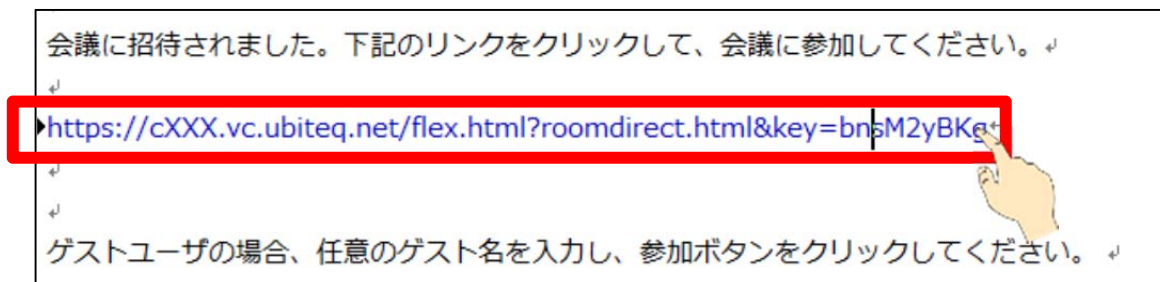 会議に招待されました。下記のリンクをクリックして、会議に参加してください。
https://cXXX.vc.ubiteq.net/flex.html?roomdirect.html&key=bnsM2yBKg
ゲストユーザの場合、任意のゲスト名を入力し、参加ボタンをクリックしてください。